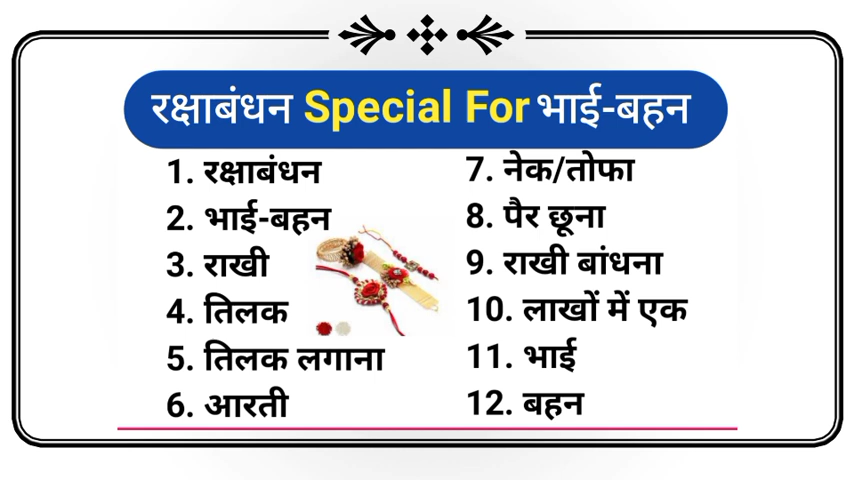 रक्षाबंधन Special For भाई-बहन
1. रक्षाबंधन
2. भाई-बहन
3. राखी
4. तिलक
5. तिलक लगाना
6. आरती
7. नेक/तोफा
8. पैर छूना
9. राखी बांधना
10. लाखों में एक
11. भाई
12. बहन